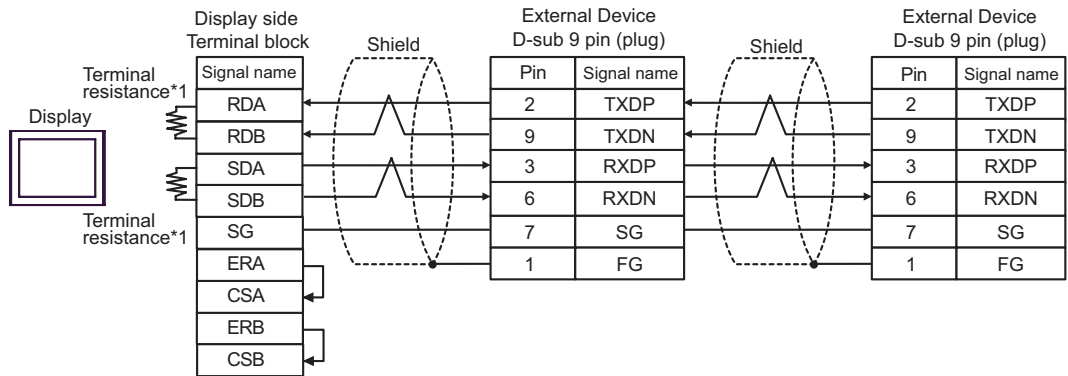 Display side
Terminal block
Shield
External Device
D-sub 9 pin (plug)
Shield
External Device
D-sub 9 pin (plug)
Terminal
resistance*1
Display
Terminal
resistance*1
Signal name
RDA
RDB
SDA
SDB
SG
ERA
CSA
ERB
CSB
Pin Signal name
2 TXDP
9 TXDN
3 RXDP
6 RXDN
7 SG
1 FG
Pin Signal name
2 TXDP
9 TXDN
3 RXDP
6 RXDN
7 SG
1 FG